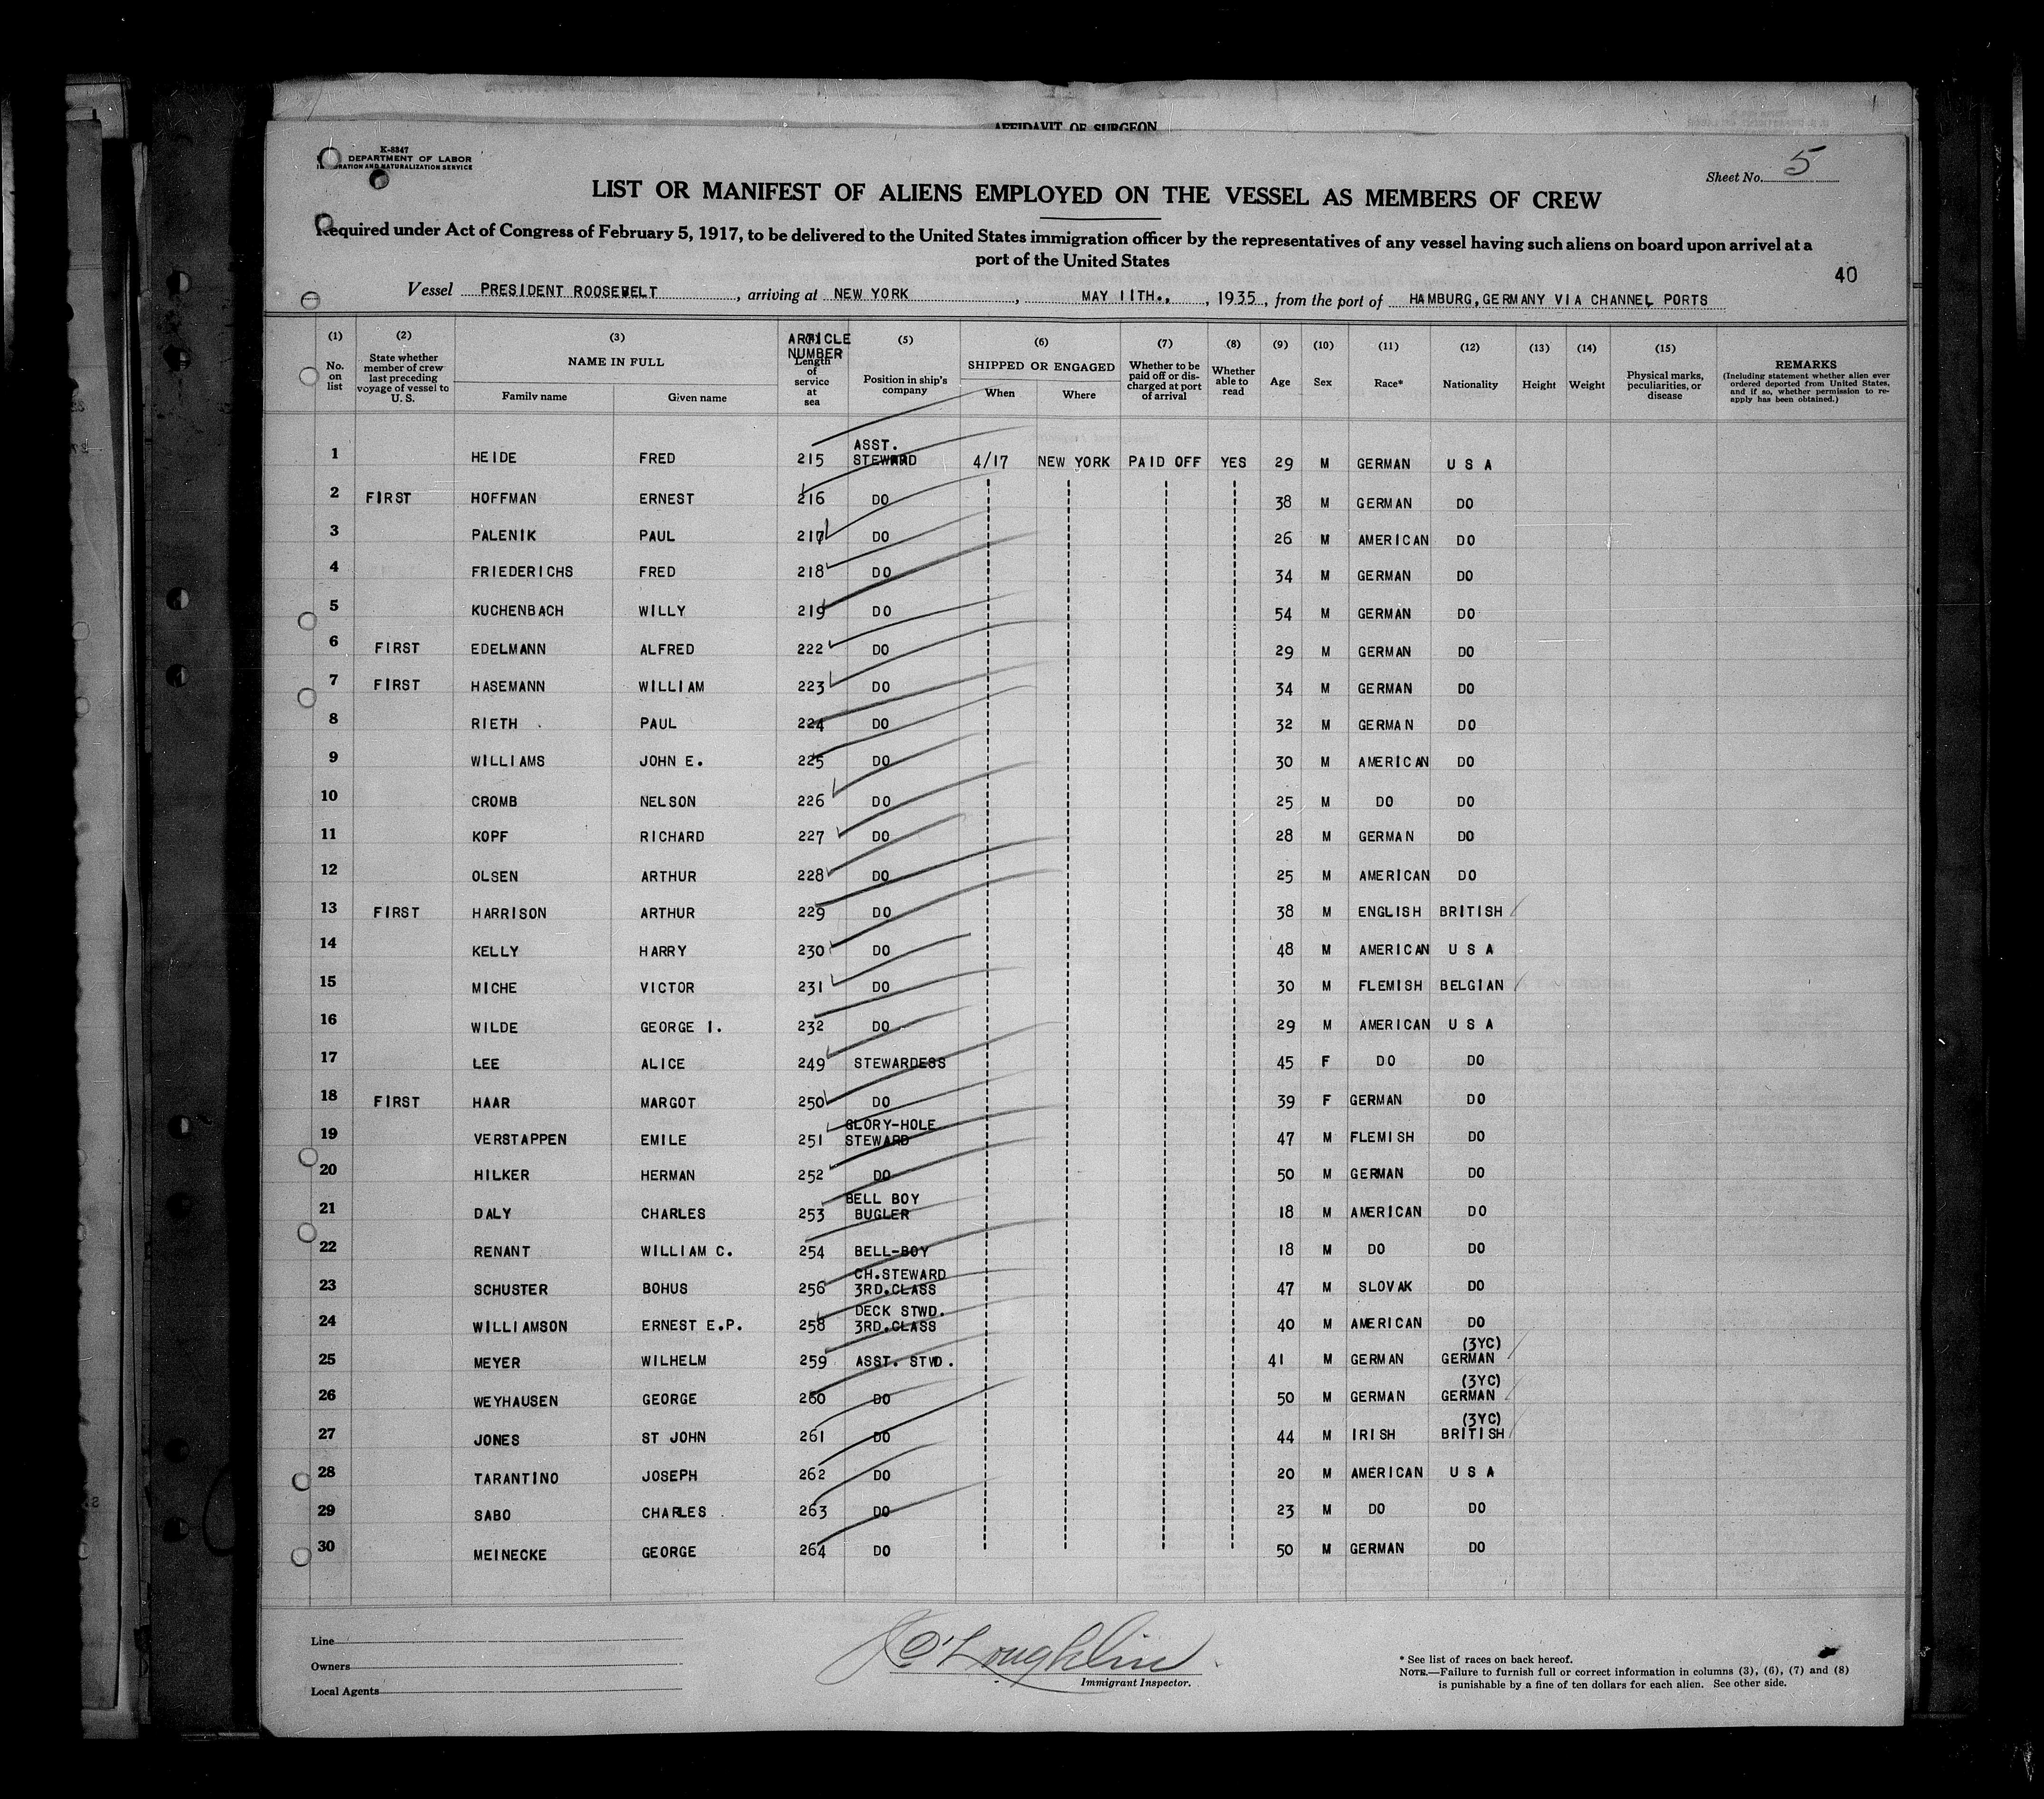 AFFIDAVIT OF SURGEON
K-8347
DEPARTMENT OF LABOR
AND NATURALIZATION SERVICE
Sheet No. 5
LIST OR MANIFEST OF ALIENS EMPLOYED ON THE VESSEL AS MEMBERS OF CREW
Required under Act of Congress of February 5, 1917, to be delivered to the United States immigration officer by the representatives of any vessel having such aliens on board upon arrival at a
port of the United States
40
Vessel PRESIDENT ROOSEVELT, arriving at NEW YORK, MAY 11TH., , 1935, from the port of HAMBURG, GERMANY VIA CHANNEL PORTS
(1) No. on list
(2) State whether member of crew last preceding voyage of vessel to U. S.
(3) NAME IN FULL Family name Given name
ARTICLE NUMBER Length of service at sea
(5) Position in ship's company
(6) SHIPPED OR ENGAGED When Where
(7) Whether to be paid off or discharged at port of arrival
(8) Whether able to read
(9) Age
(10) Sex
(11) Race*
(12) Nationality
(13) Height
(14) Weight
(15) Physical marks, peculiarities, or disease
REMARKS (Including statement whether alien ever ordered deported from United States, and if so, whether permission to reapply has been obtained.)
1 HEIDE FRED 215 ASST. STEWARD 4/17 NEW YORK PAID OFF YES 29 M GERMAN U S A
2 FIRST HOFFMAN ERNEST 216 DO 38 M GERMAN DO
3 PALENIK PAUL 217 DO 26 M AMERICAN DO
4 FRIEDERICHS FRED 218 DO 34 M GERMAN DO
5 KUCHENBACH WILLY 219 DO 54 M GERMAN DO
6 FIRST EDELMANN ALFRED 222 DO 29 M GERMAN DO
7 FIRST HASEMANN WILLIAM 223 DO 34 M GERMAN DO
8 RIETH PAUL 224 DO 32 M GERMAN DO
9 WILLIAMS JOHN E. 225 DO 30 M AMERICAN DO
10 CROMB NELSON 226 DO 25 M DO DO
11 KOPF RICHARD 227 DO 28 M GERMAN DO
12 OLSEN ARTHUR 228 DO 25 M AMERICAN DO
13 FIRST HARRISON ARTHUR 229 DO 38 M ENGLISH BRITISH
14 KELLY HARRY 230 DO 48 M AMERICAN U S A
15 MICHE VICTOR 231 DO 30 M FLEMISH BELGIAN
16 WILDE GEORGE I. 232 DO 29 M AMERICAN U S A
17 LEE ALICE 249 STEWARDESS 45 F DO DO
18 FIRST HAAR MARGOT 250 DO 39 F GERMAN DO
19 VERSTAPPEN EMILE 251 GLORY-HOLE STEWARD 47 M FLEMISH DO
20 HILKER HERMAN 252 DO 50 M GERMAN DO
21 DALY CHARLES 253 BELL BOY BUGLER 18 M AMERICAN DO
22 RENANT WILLIAM C. 254 BELL-BOY 18 M DO DO
23 SCHUSTER BOHUS 256 CH.STEWARD 3RD.CLASS 47 M SLOVAK DO
24 WILLIAMSON ERNEST E.P. 258 DECK STWD. 3RD.CLASS 40 M AMERICAN DO
25 MEYER WILHELM 259 ASST. STWD. 41 M GERMAN (3YC) GERMAN
26 WEYHAUSEN GEORGE 260 DO 50 M GERMAN (3YC) GERMAN
27 JONES ST JOHN 261 DO 44 M IRISH (3YC) BRITISH
28 TARANTINO JOSEPH 262 DO 20 M AMERICAN U S A
29 SABO CHARLES 263 DO 23 M DO DO
30 MEINECKE GEORGE 264 DO 50 M GERMAN DO
Line
Owners
Local Agents
O'Loughlin
Immigrant Inspector.
* See list of races on back hereof.
NOTE.—Failure to furnish full or correct information in columns (3), (6), (7) and (8)
is punishable by a fine of ten dollars for each alien. See other side.